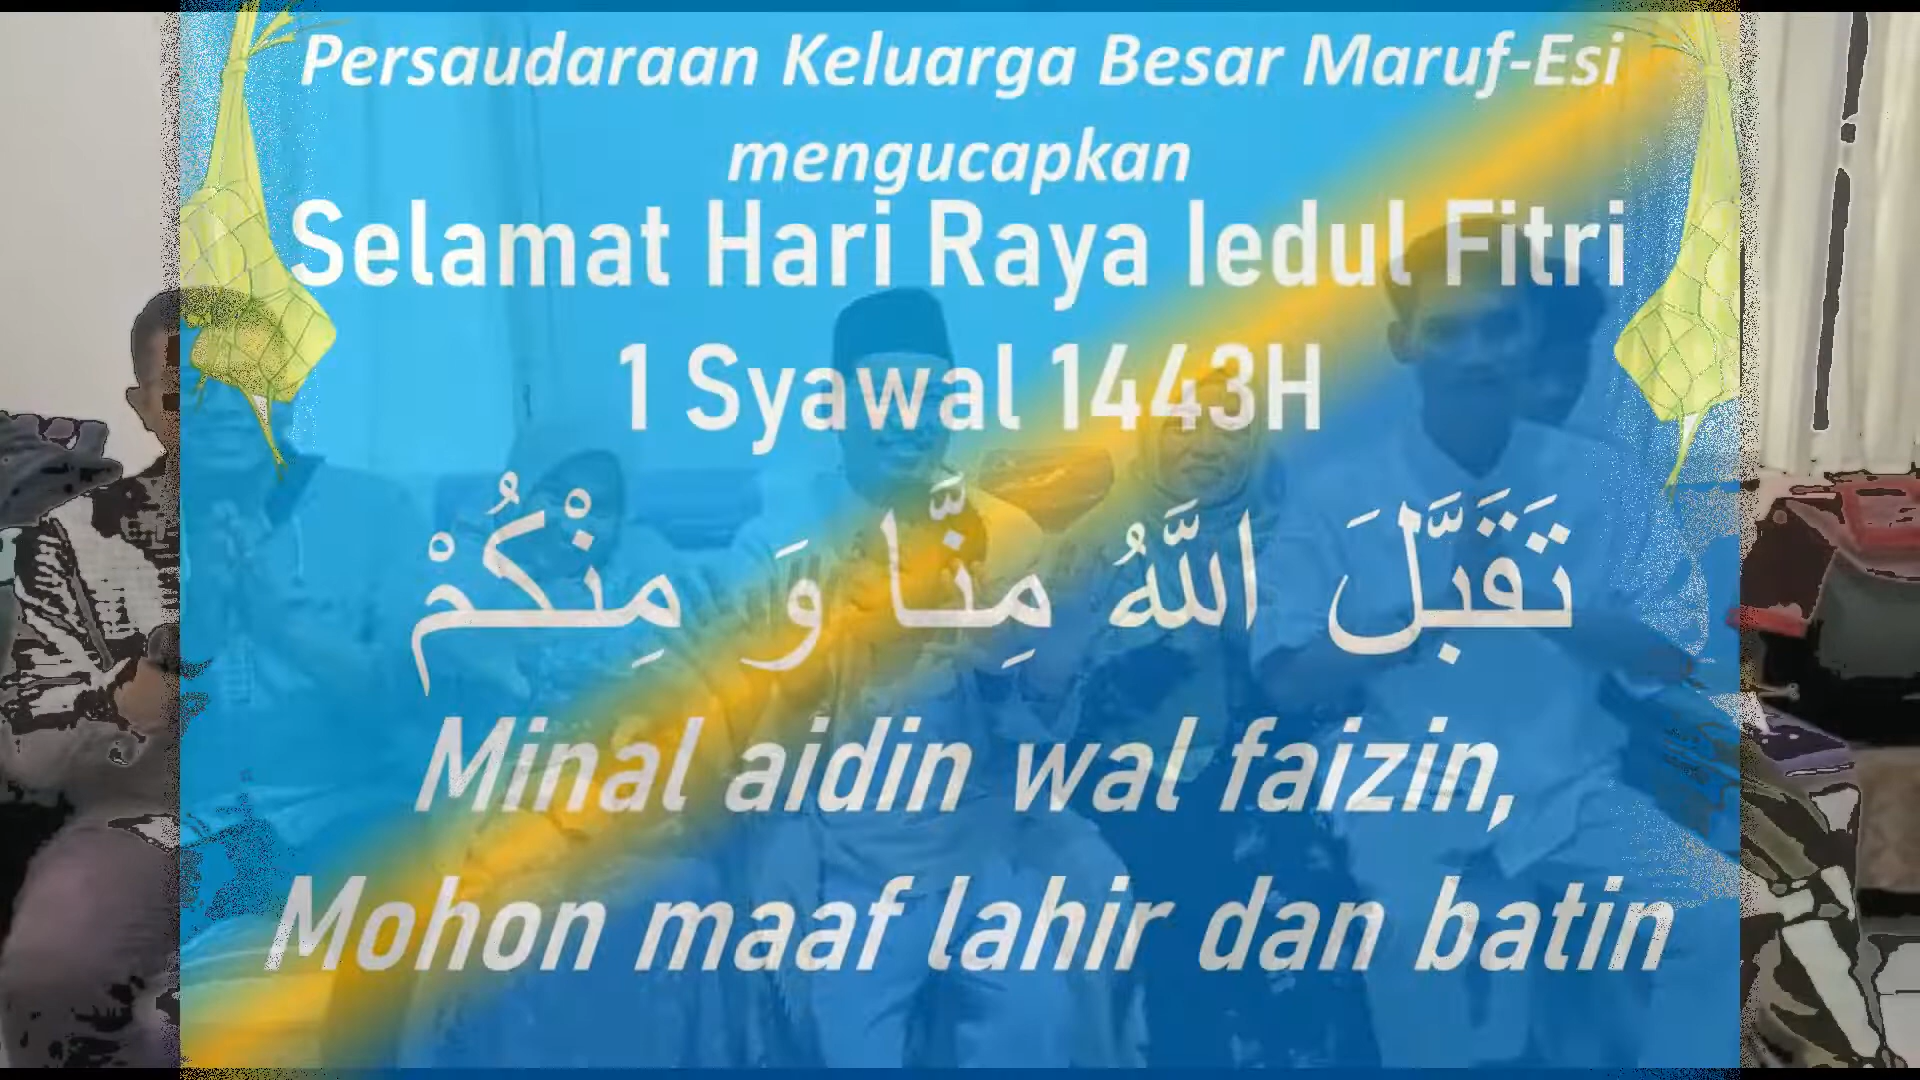 Persaudaraan Keluarga Besar Maruf-Esi
mengucapkan
Selamat Hari Raya Iedul Fitri
1 Syawal 1443H
تَقَبَّلَ اللَّهُ مِنَّا وَ مِنْكُمْ
Minal aidin wal faizin,
Mohon maaf lahir dan batin